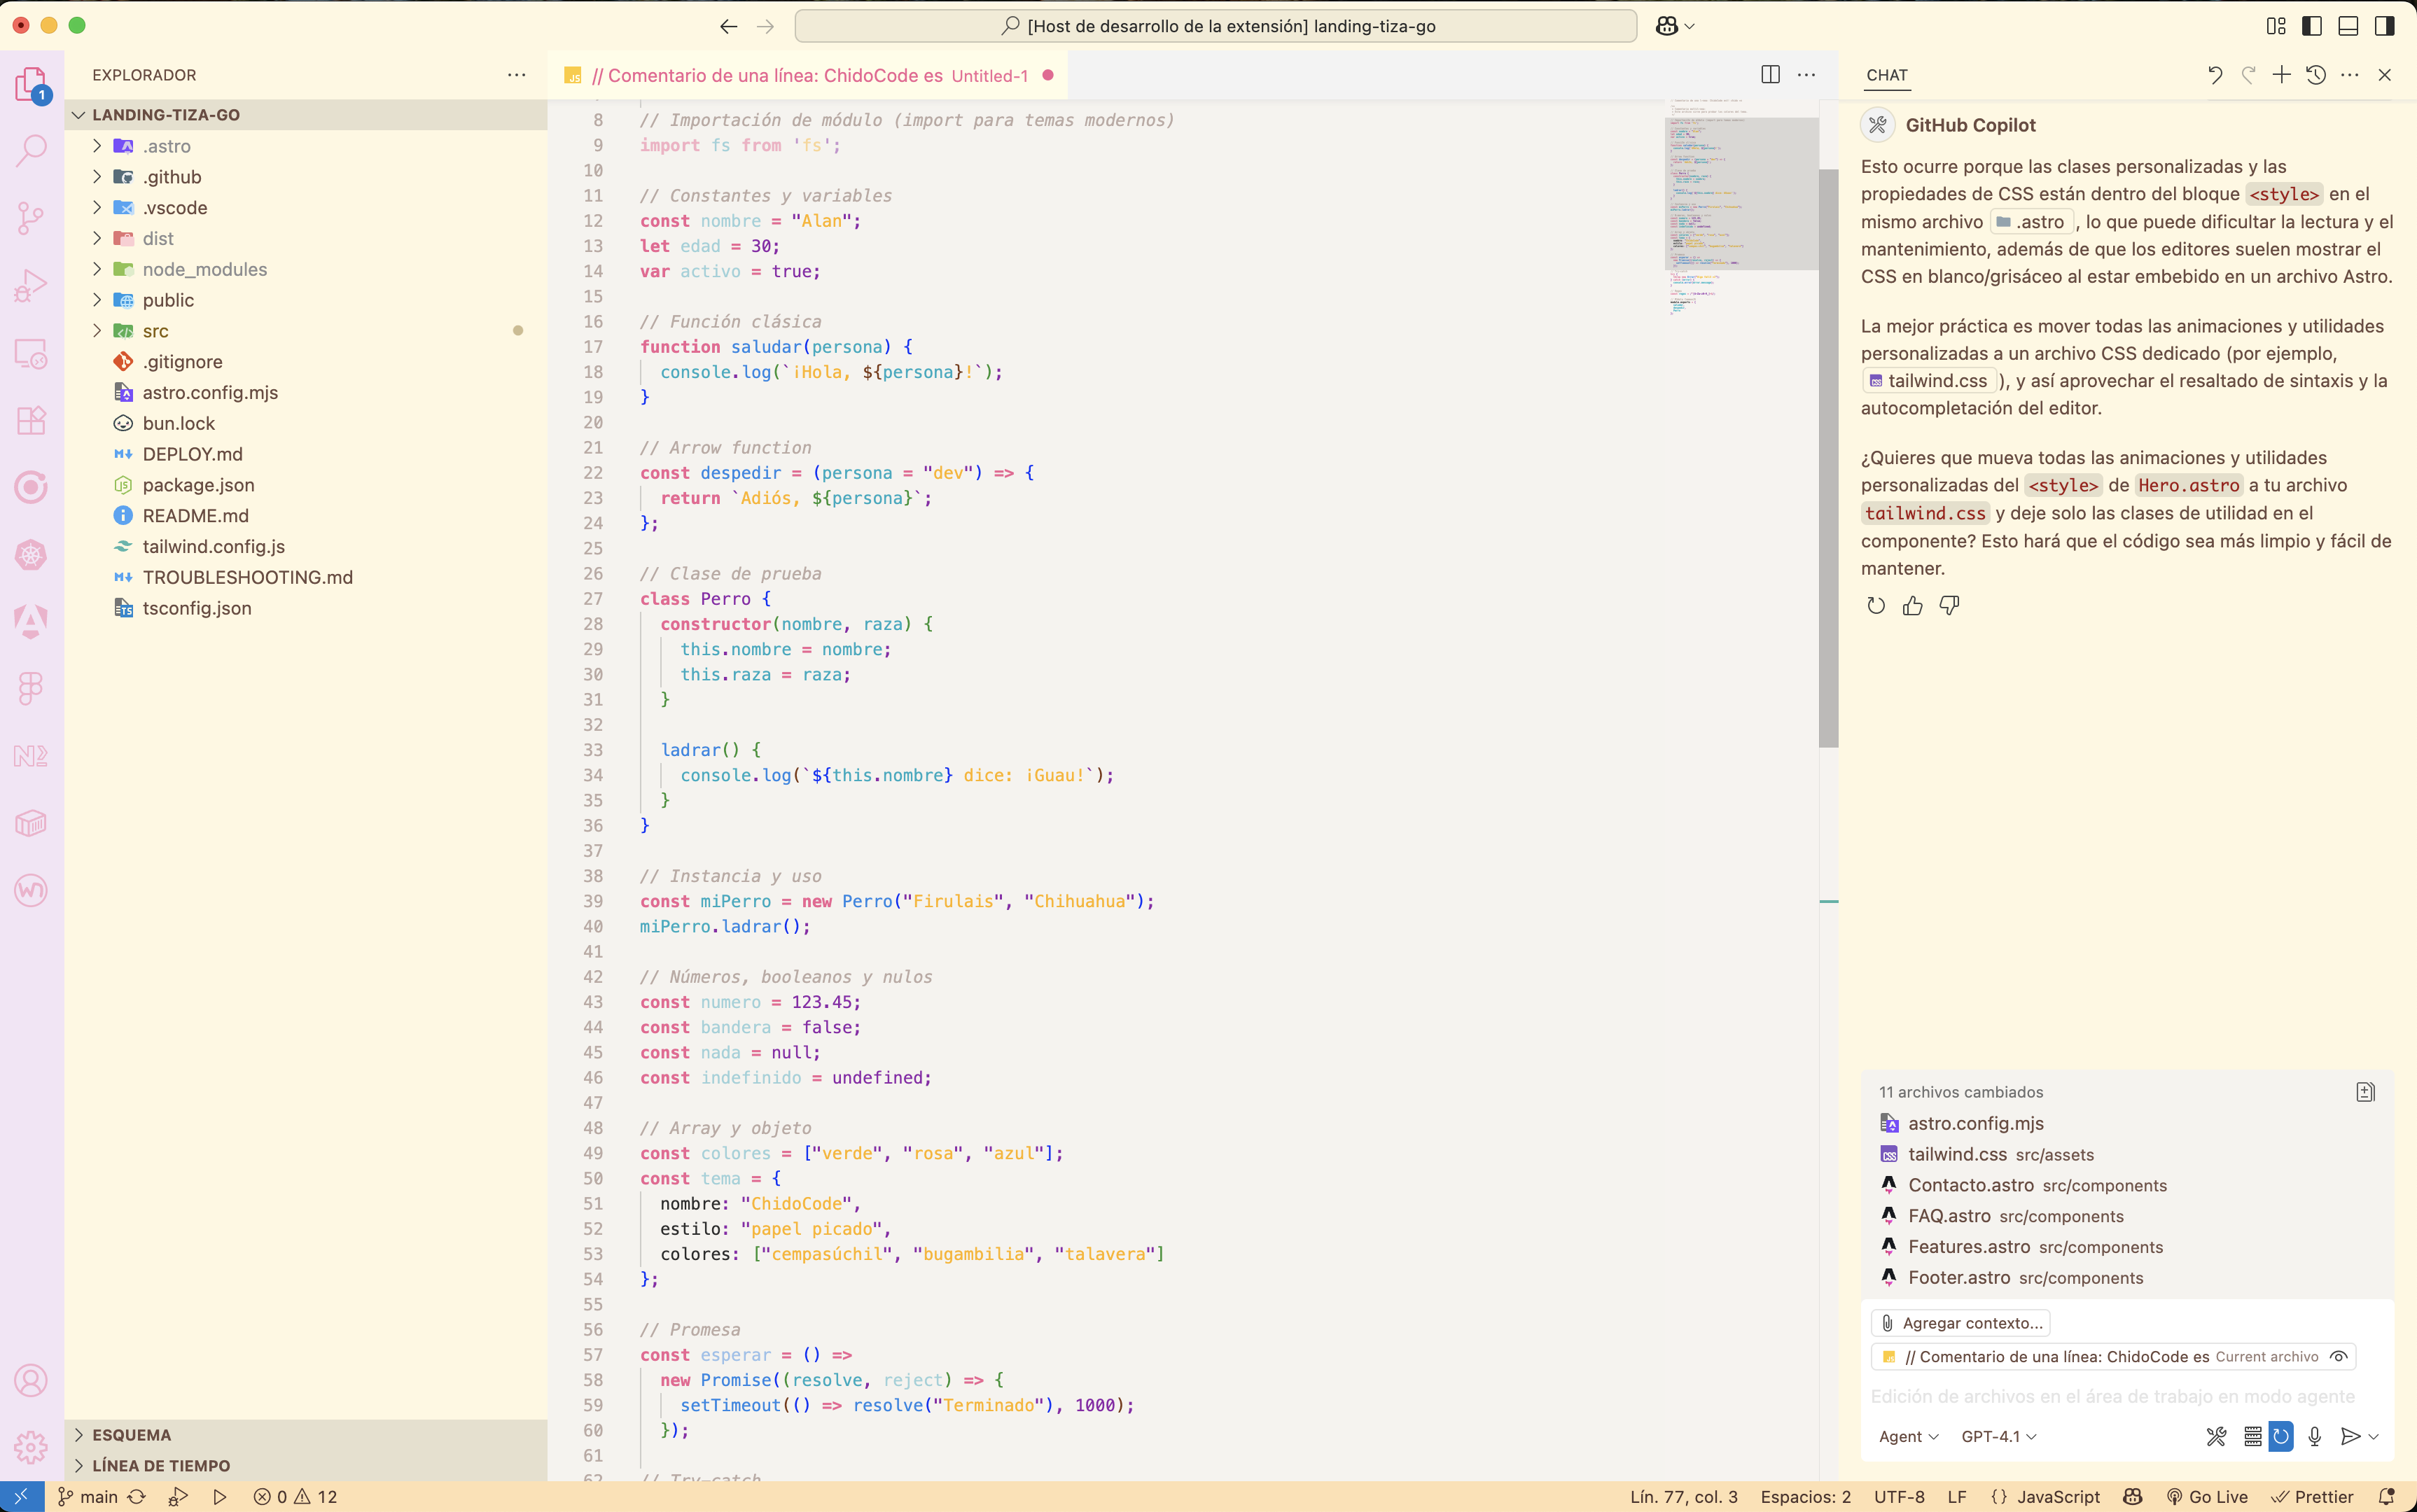 [Host de desarrollo de la extensión] landing-tiza-go
EXPLORADOR
1
LANDING-TIZA-GO
.astro
.github
.vscode
dist
node_modules
public
src
.gitignore
astro.config.mjs
bun.lock
DEPLOY.md
package.json
README.md
tailwind.config.js
TROUBLESHOOTING.md
tsconfig.json
ESQUEMA
LÍNEA DE TIEMPO
// Comentario de una línea: ChidoCode es Untitled-1
8 // Importación de módulo (import para temas modernos)
9 import fs from 'fs';
10
11 // Constantes y variables
12 const nombre = "Alan";
13 let edad = 30;
14 var activo = true;
15
16 // Función clásica
17 function saludar(persona) {
18 console.log(`¡Hola, ${persona}!`);
19 }
20
21 // Arrow function
22 const despedir = (persona = "dev") => {
23 return `Adiós, ${persona}`;
24 };
25
26 // Clase de prueba
27 class Perro {
28 constructor(nombre, raza) {
29 this.nombre = nombre;
30 this.raza = raza;
31 }
32
33 ladrar() {
34 console.log(`${this.nombre} dice: ¡Guau!`);
35 }
36 }
37
38 // Instancia y uso
39 const miPerro = new Perro("Firulais", "Chihuahua");
40 miPerro.ladrar();
41
42 // Números, booleanos y nulos
43 const numero = 123.45;
44 const bandera = false;
45 const nada = null;
46 const indefinido = undefined;
47
48 // Array y objeto
49 const colores = ["verde", "rosa", "azul"];
50 const tema = {
51 nombre: "ChidoCode",
52 estilo: "papel picado",
53 colores: ["cempasúchil", "bugambilia", "talavera"]
54 };
55
56 // Promesa
57 const esperar = () =>
58 new Promise((resolve, reject) => {
59 setTimeout(() => resolve("Terminado"), 1000);
60 });
61
62 // Try-catch
CHAT
GitHub Copilot
Esto ocurre porque las clases personalizadas y las
propiedades de CSS están dentro del bloque <style> en el
mismo archivo .astro , lo que puede dificultar la lectura y el
mantenimiento, además de que los editores suelen mostrar el
CSS en blanco/grisáceo al estar embebido en un archivo Astro.
La mejor práctica es mover todas las animaciones y utilidades
personalizadas a un archivo CSS dedicado (por ejemplo,
tailwind.css ), y así aprovechar el resaltado de sintaxis y la
autocompletación del editor.
¿Quieres que mueva todas las animaciones y utilidades
personalizadas del <style> de Hero.astro a tu archivo
tailwind.css y deje solo las clases de utilidad en el
componente? Esto hará que el código sea más limpio y fácil de
mantener.
11 archivos cambiados
astro.config.mjs
tailwind.css src/assets
Contacto.astro src/components
FAQ.astro src/components
Features.astro src/components
Footer.astro src/components
Agregar contexto...
// Comentario de una línea: ChidoCode es Current archivo
Edición de archivos en el área de trabajo en modo agente
Agent GPT-4.1
main 0 12 Lín. 77, col. 3 Espacios: 2 UTF-8 LF {} JavaScript Go Live Prettier